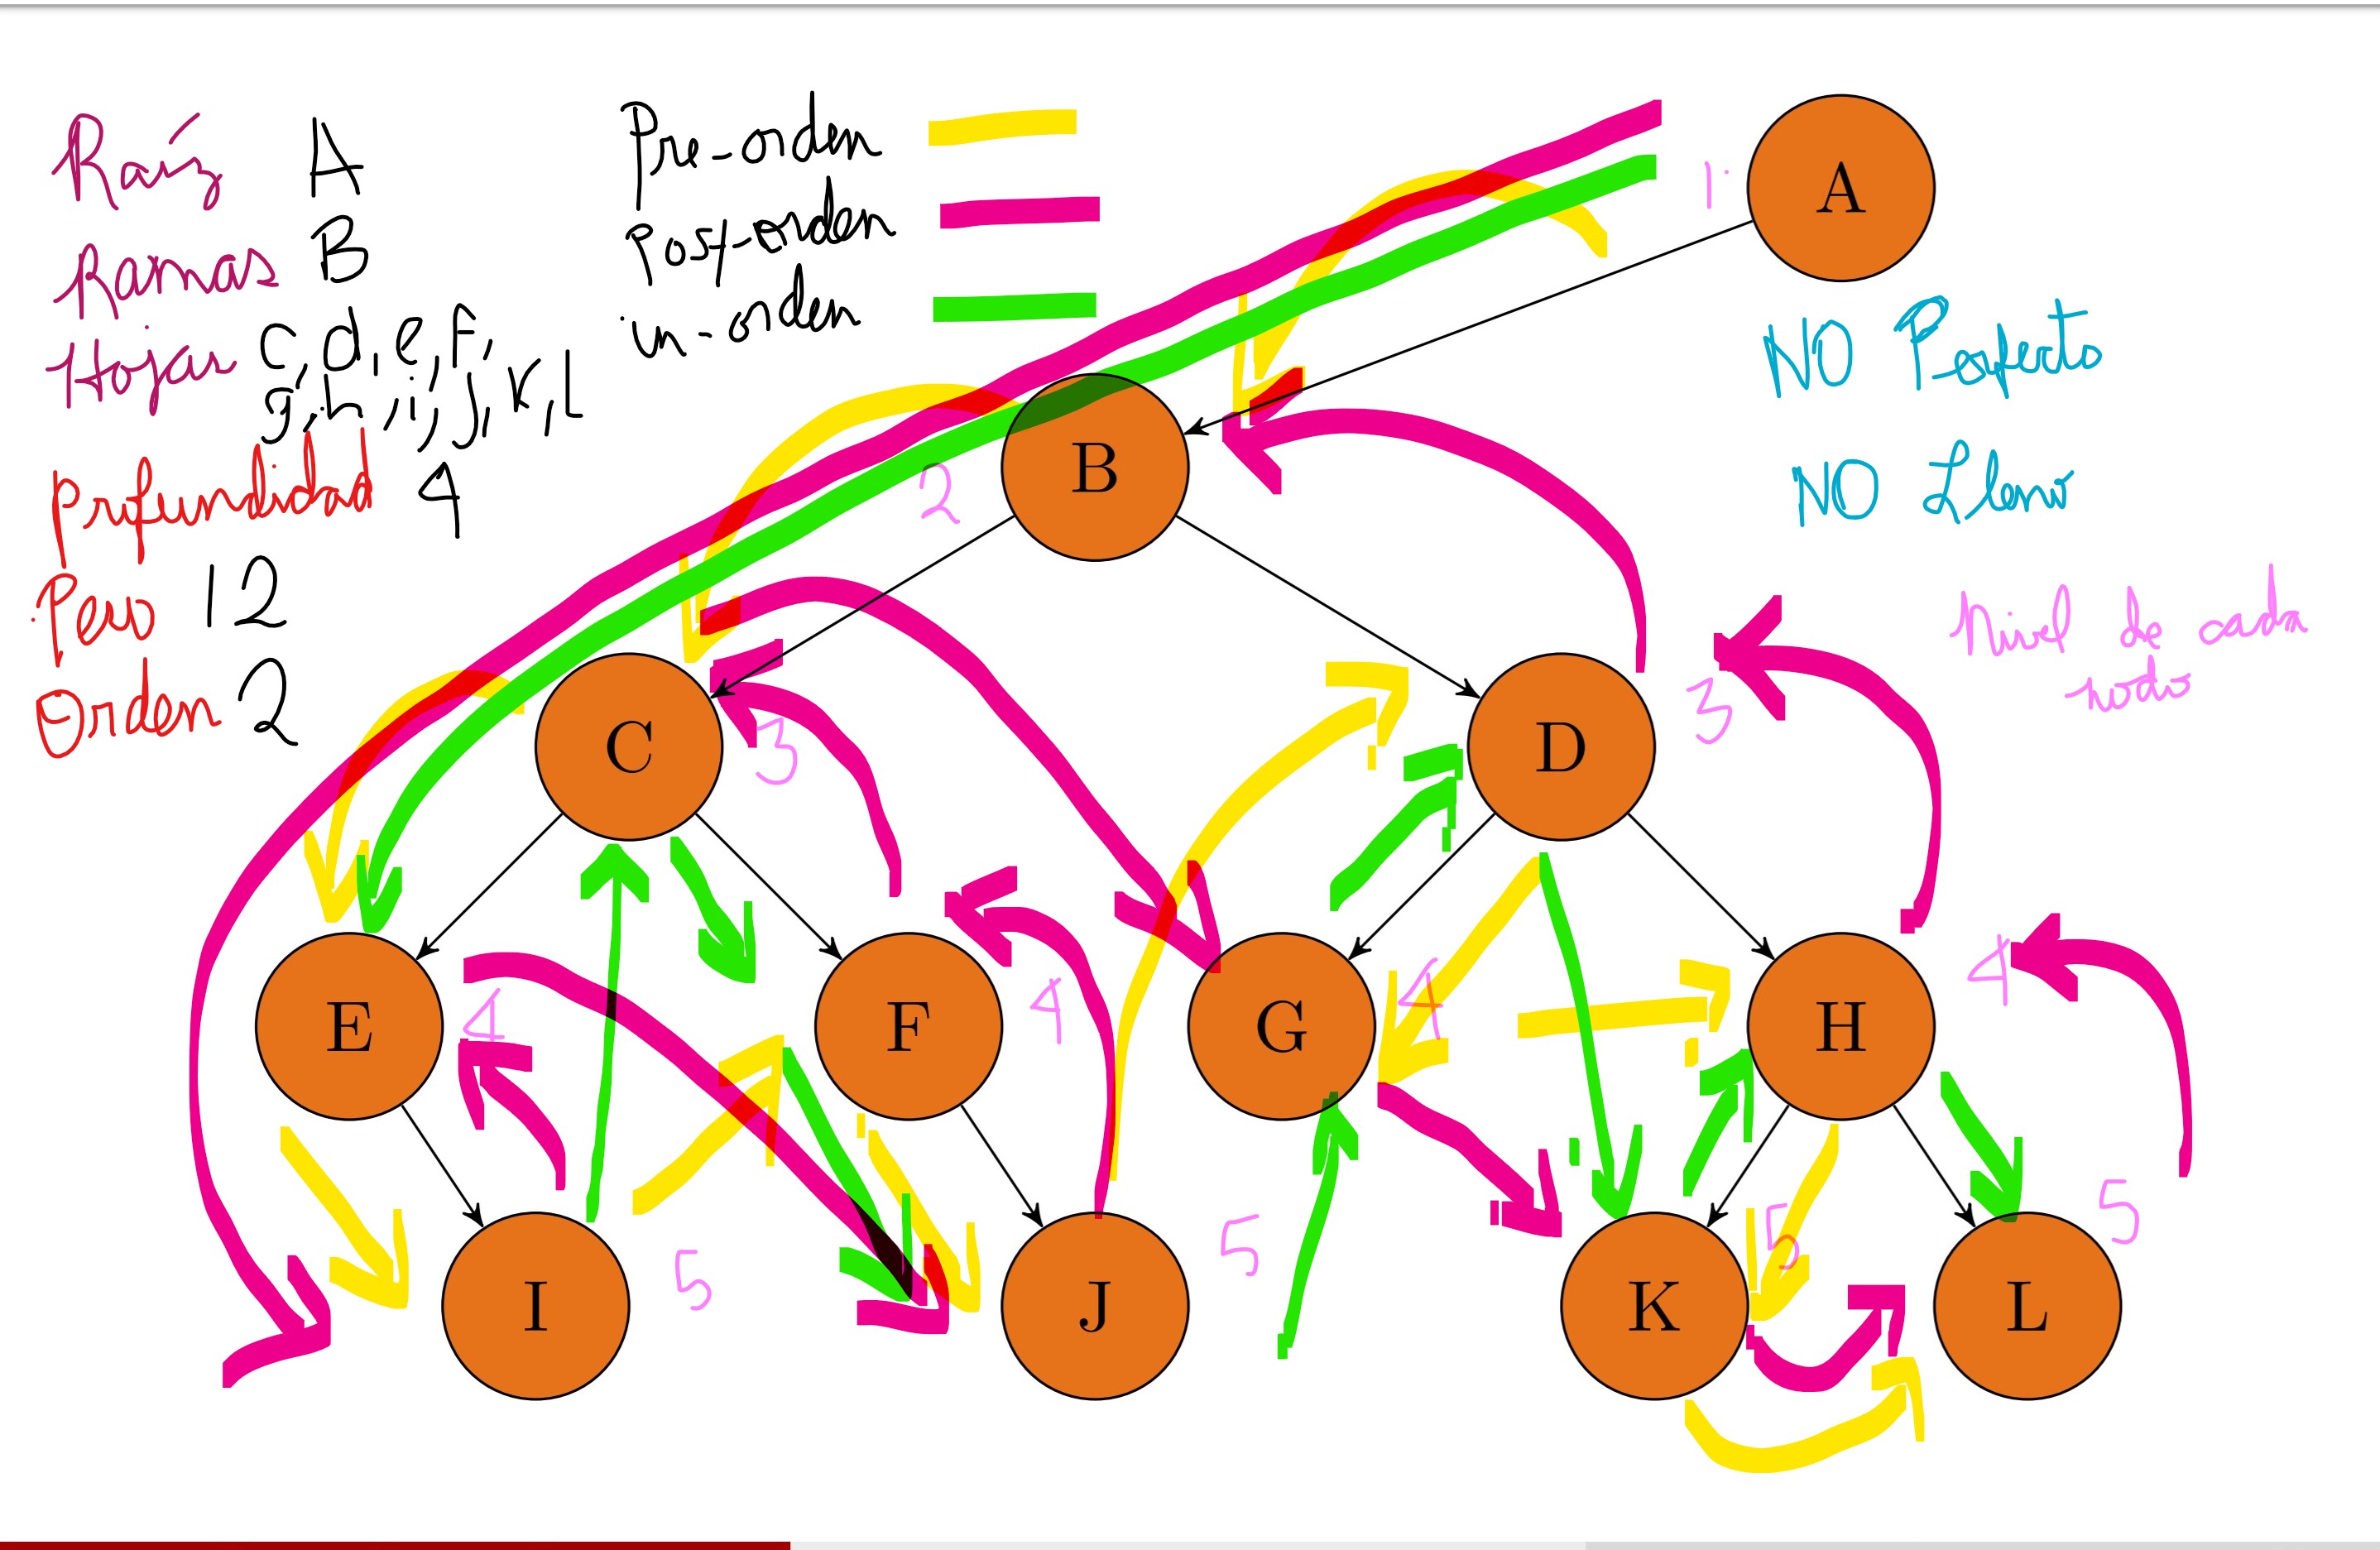 Raíz A
Ramas B
Hojas c, d, e, f,
g, h, i, j, k, L
Profundidad 4
Peso 12
Orden 2
Pre-orden
Post-orden
in-orden
NO Perfecto
NO Lleno
Nivel de cada
nodo
1
A
2
B
3
C
D
3
E
4
F
4
G
4
H
4
I
5
J
5
K
5
L
5